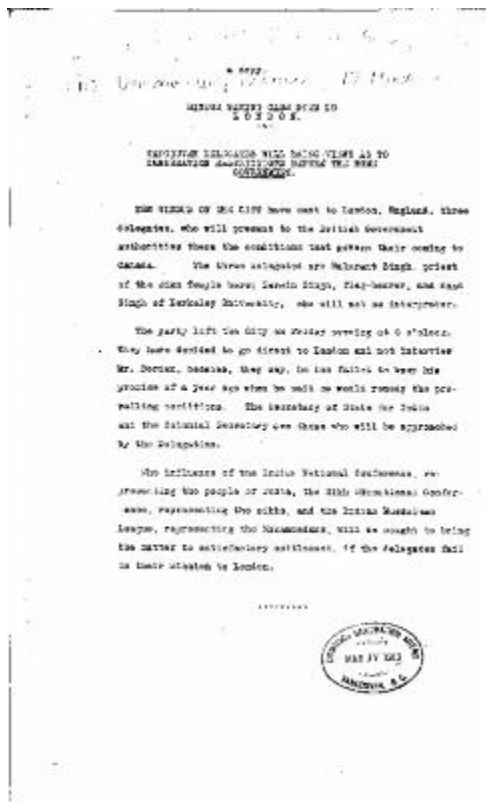 A copy.
HINDUS TAKING CASE HOME TO
LONDON.
DELEGATES WILL BRING VIEWS AS TO
IMMIGRATION RESTRICTIONS BEFORE THE HOME
GOVERNMENT.
THE HINDUS OF THE CITY have sent to London, England, three
delegates, who will present to the British Government
authorities there the conditions that govern their coming to
Canada. The three delegates are Singh, priest
of the Sikh Temple here; Singh, flag-bearer, and
Singh of Berkeley University, who will act as interpreter.
The party left the City on Friday evening at 6 o'clock.
They have decided to go direct to London and not interview
Mr. Borden, because, they say, he has failed to keep his
promise of a year ago when he said he would remedy the pre-
vailing conditions. The Secretary of State for India
and the Colonial Secretary are those who will be approached
by the Delegation.
The influence of the Indian National Conference, re-
presenting the people of India, the Sikh Educational Confer-
ence, representing the Sikhs, and the Indian
League, representing the will be sought to bring
the matter to satisfactory settlement, if the delegates fail
in their mission to London.
IMMIGRATION AGENT
MAR 17 1913
VANCOUVER, B.C.